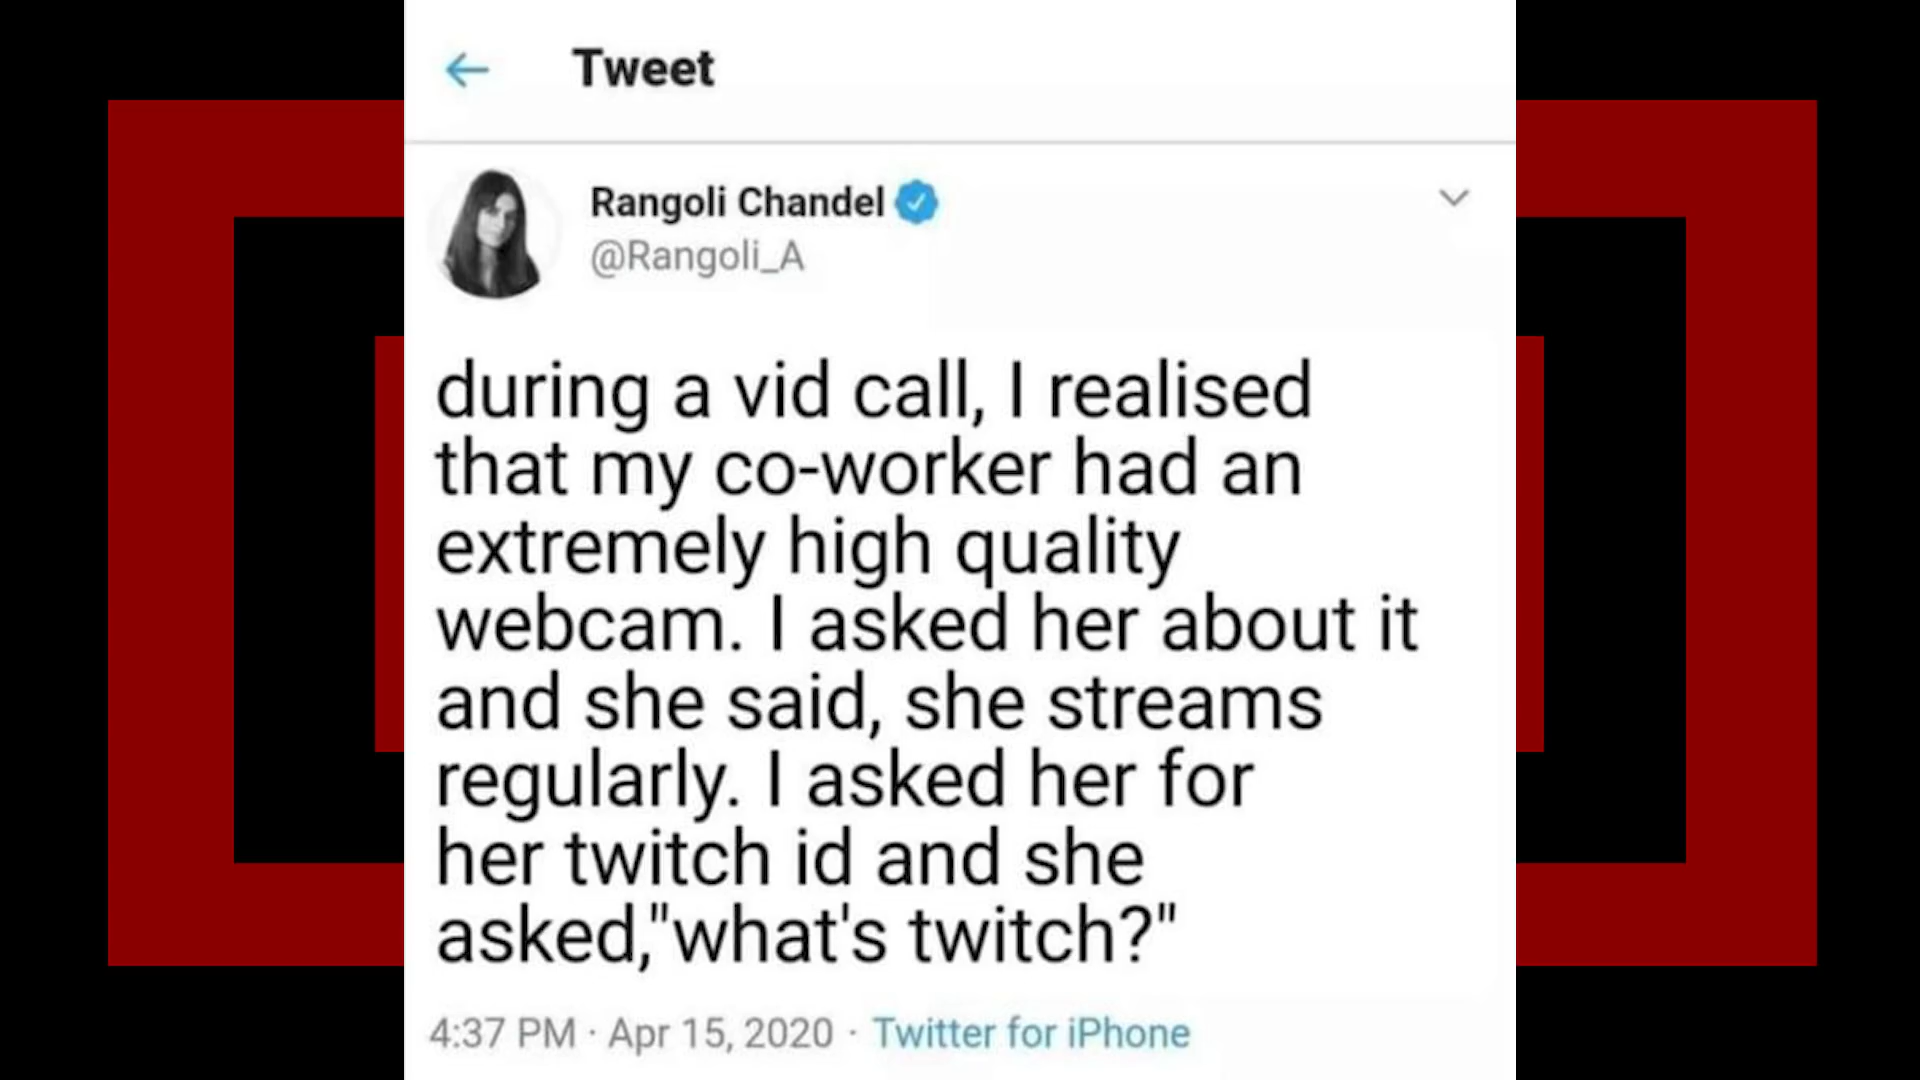 Tweet
Rangoli Chandel
@Rangoli_A
during a vid call, I realised
that my co-worker had an
extremely high quality
webcam. I asked her about it
and she said, she streams
regularly. I asked her for
her twitch id and she
asked,"what's twitch?"
4:37 PM · Apr 15, 2020 · Twitter for iPhone